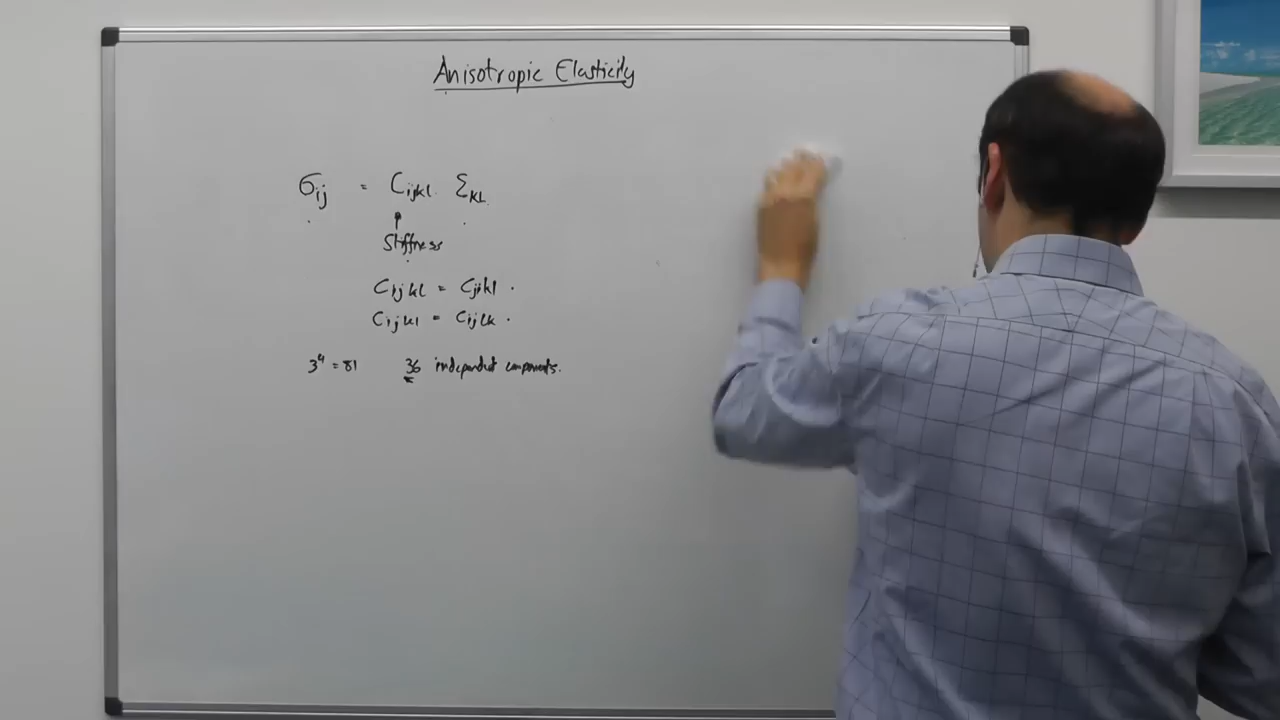 Anisotropic Elasticity
σij = Cijkl εkl
Stiffness
Cijkl = Cjikl .
Cijkl = Cijlk .
3⁴ = 81 36 independent components.